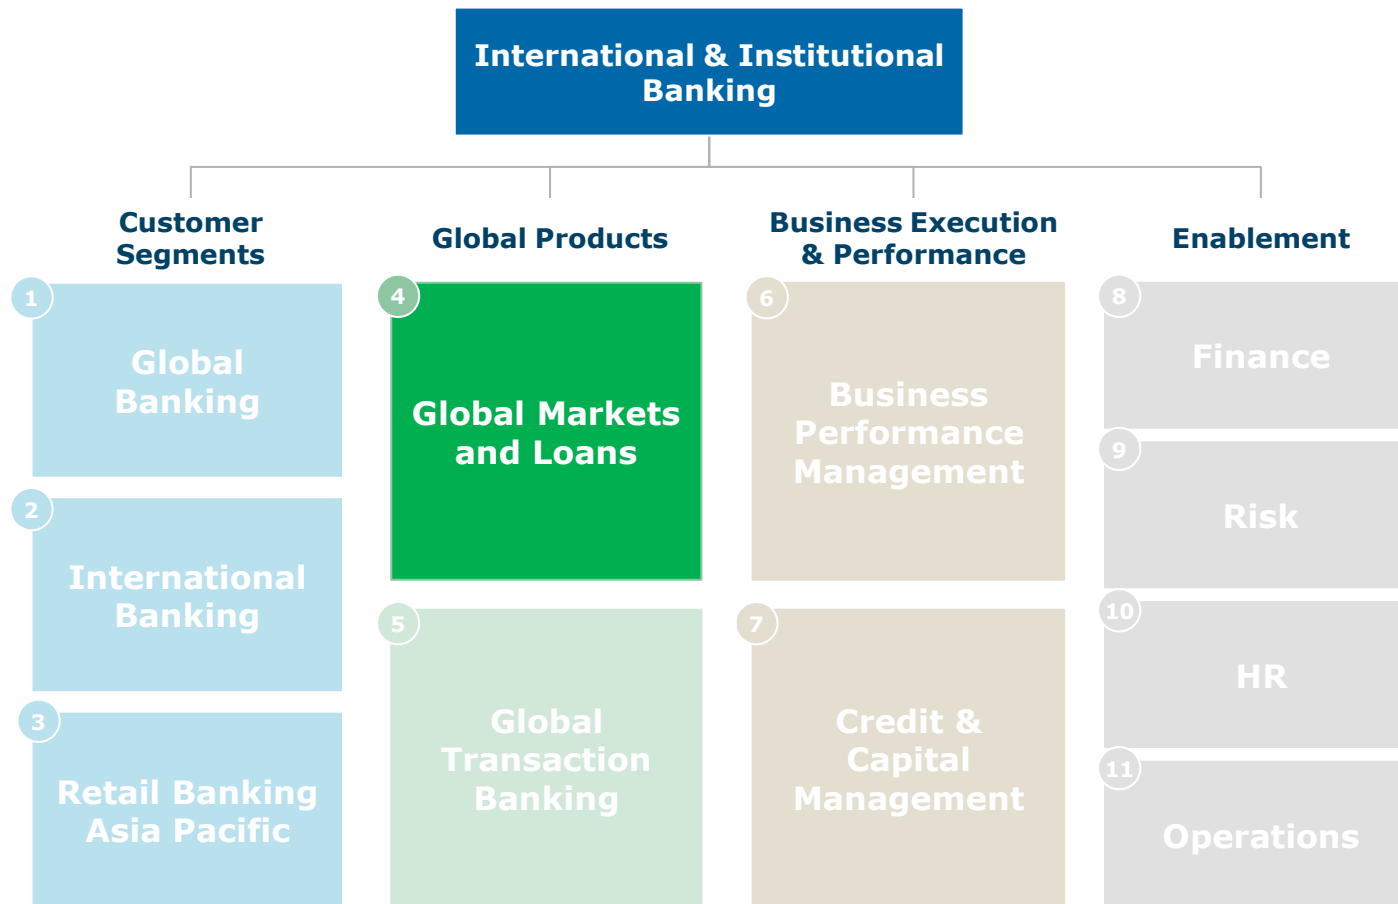 International & Institutional
Banking
Customer
Segments
Global Products
Business Execution
& Performance
Enablement
1
Global
Banking
2
International
Banking
3
Retail Banking
Asia Pacific
4
Global Markets
and Loans
5
Global
Transaction
Banking
6
Business
Performance
Management
7
Credit &
Capital
Management
8
Finance
9
Risk
10
HR
11
Operations